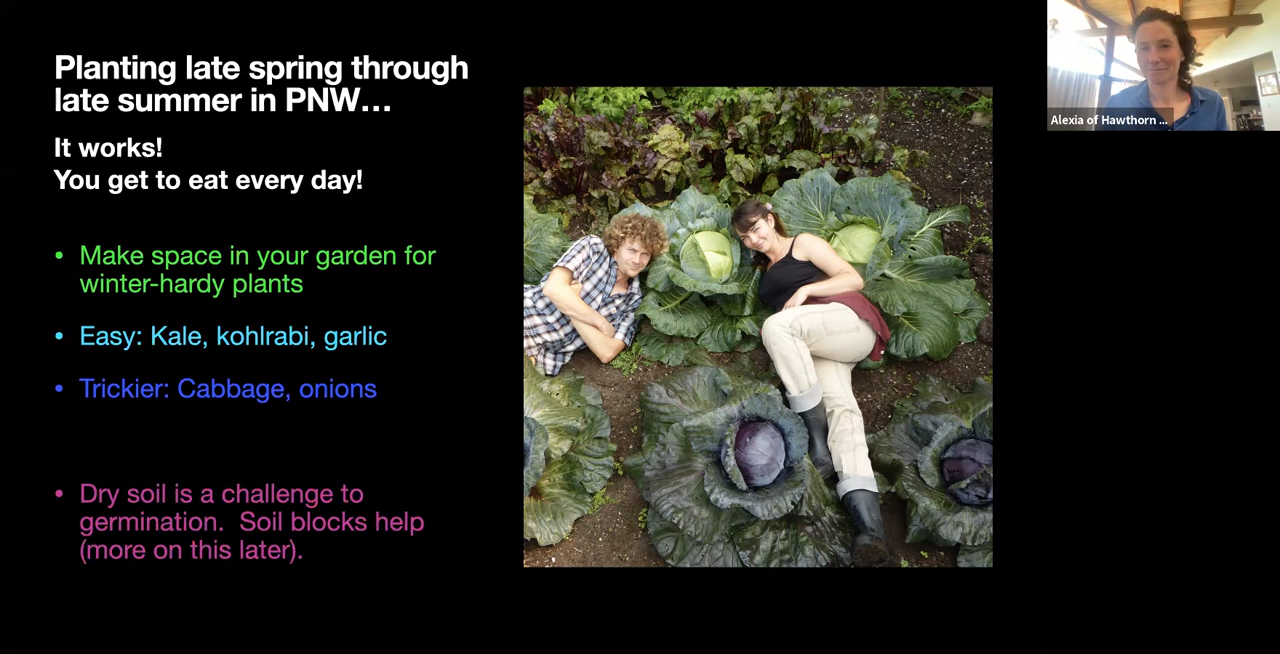 Planting late spring through
late summer in PNW…
It works!
You get to eat every day!
• Make space in your garden for
winter-hardy plants
• Easy: Kale, kohlrabi, garlic
• Trickier: Cabbage, onions
• Dry soil is a challenge to
germination.  Soil blocks help
(more on this later).
Alexia of Hawthorn ...